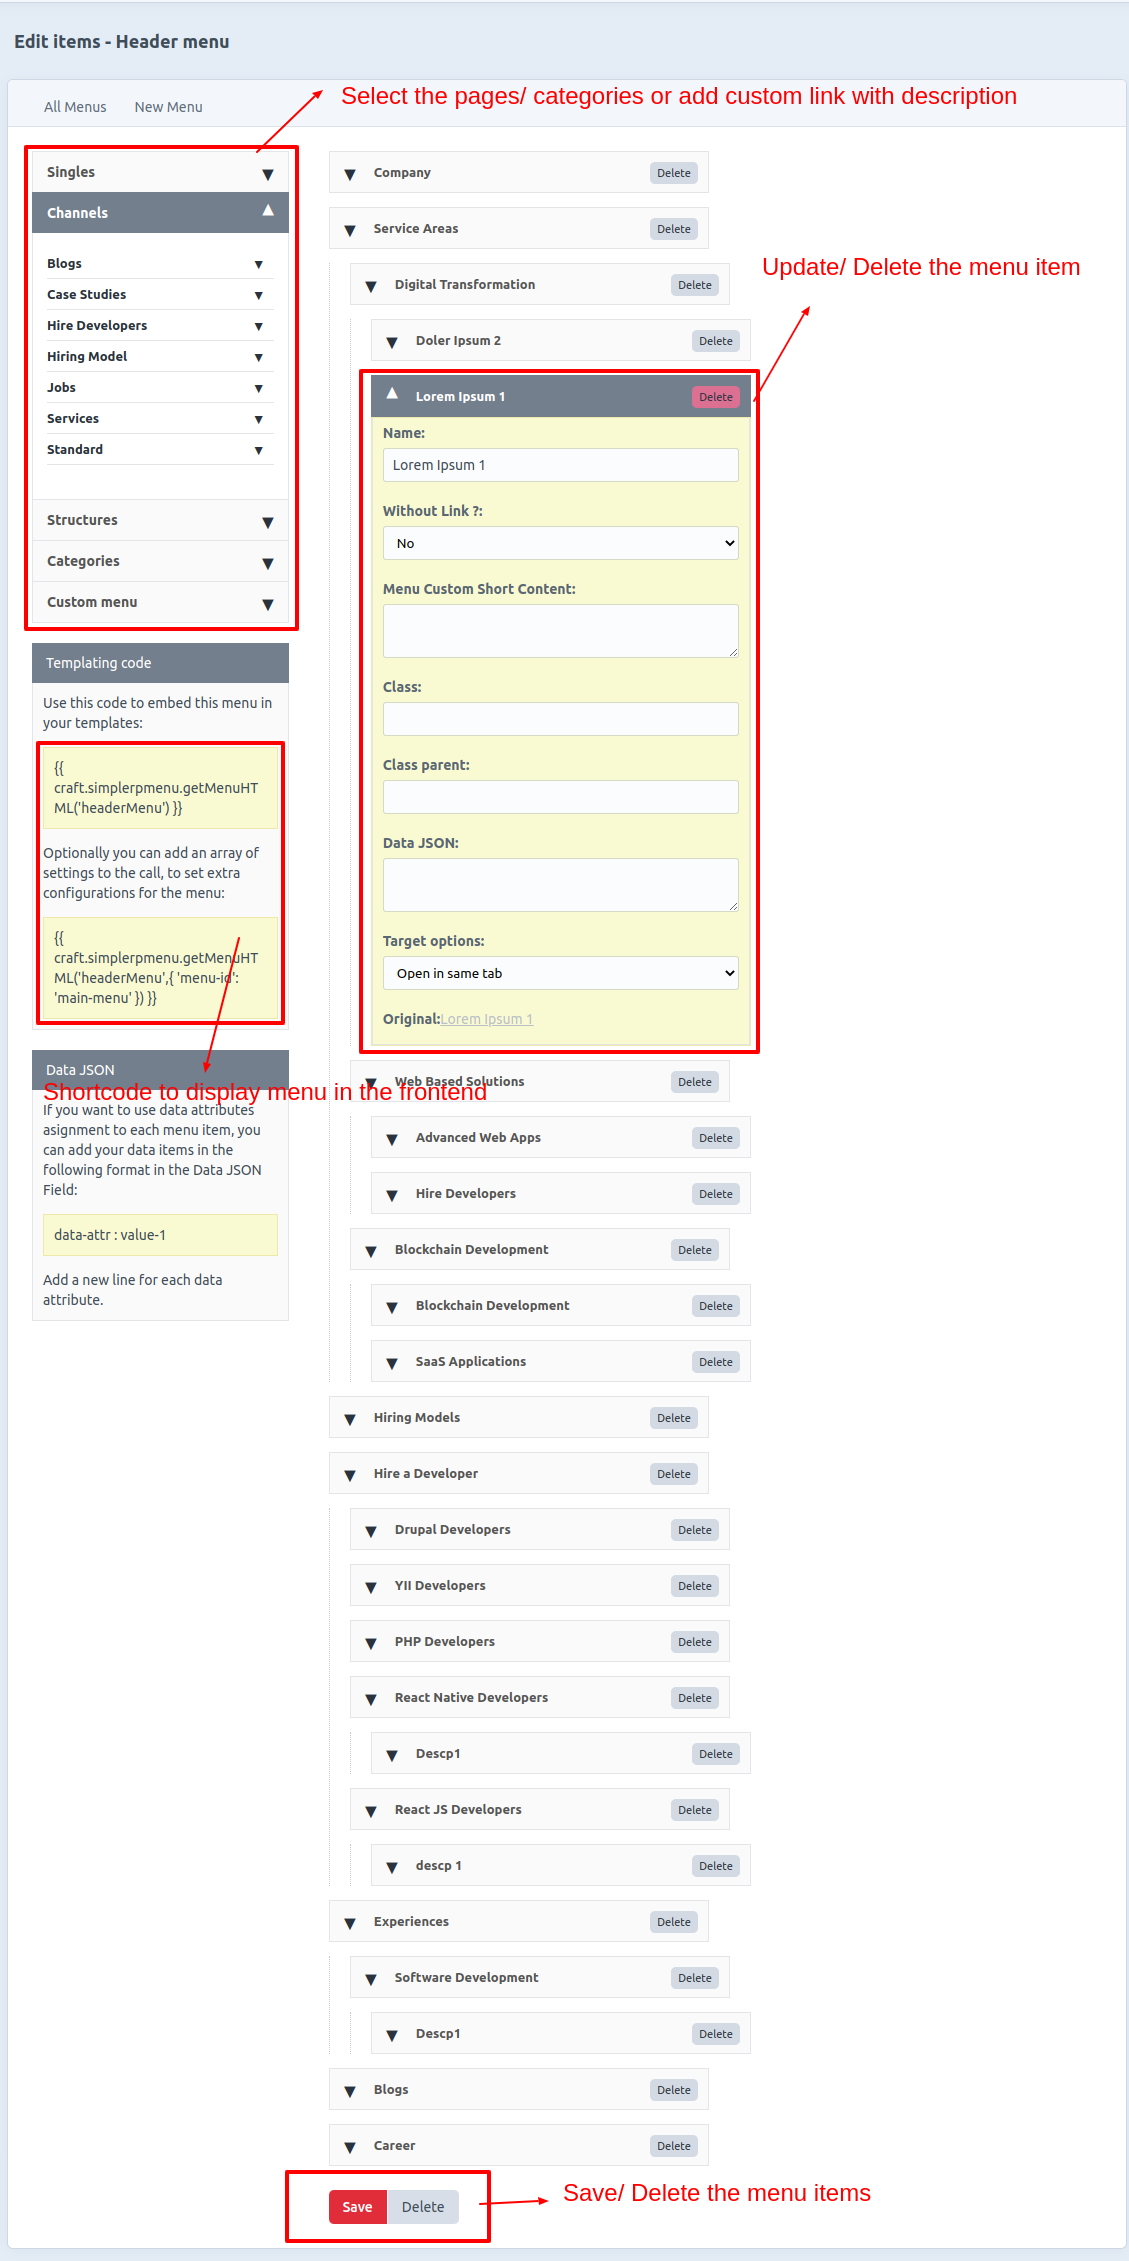 Edit items - Header menu
All Menus
New Menu
Select the pages/ categories or add custom link with description
Singles
Channels
Blogs
Case Studies
Hire Developers
Hiring Model
Jobs
Services
Standard
Structures
Categories
Custom menu
Templating code
Use this code to embed this menu in
your templates:
{{
craft.simplerpmenu.getMenuHT
ML('headerMenu') }}
Optionally you can add an array of
settings to the call, to set extra
configurations for the menu:
{{
craft.simplerpmenu.getMenuHT
ML('headerMenu',{ 'menu-id':
'main-menu' }) }}
Data JSON
Shortcode to display menu in the frontend
If you want to use data attributes
asignment to each menu item, you
can add your data items in the
following format in the Data JSON
Field:
data-attr : value-1
Add a new line for each data
attribute.
Company Delete
Service Areas Delete
Digital Transformation Delete
Update/ Delete the menu item
Doler Ipsum 2 Delete
Lorem Ipsum 1 Delete
Name:
Lorem Ipsum 1
Without Link ?:
No
Menu Custom Short Content:
Class:
Class parent:
Data JSON:
Target options:
Open in same tab
Original:Lorem Ipsum 1
Web Based Solutions Delete
Advanced Web Apps Delete
Hire Developers Delete
Blockchain Development Delete
Blockchain Development Delete
SaaS Applications Delete
Hiring Models Delete
Hire a Developer Delete
Drupal Developers Delete
YII Developers Delete
PHP Developers Delete
React Native Developers Delete
Descp1 Delete
React JS Developers Delete
descp 1 Delete
Experiences Delete
Software Development Delete
Descp1 Delete
Blogs Delete
Career Delete
Save Delete
Save/ Delete the menu items